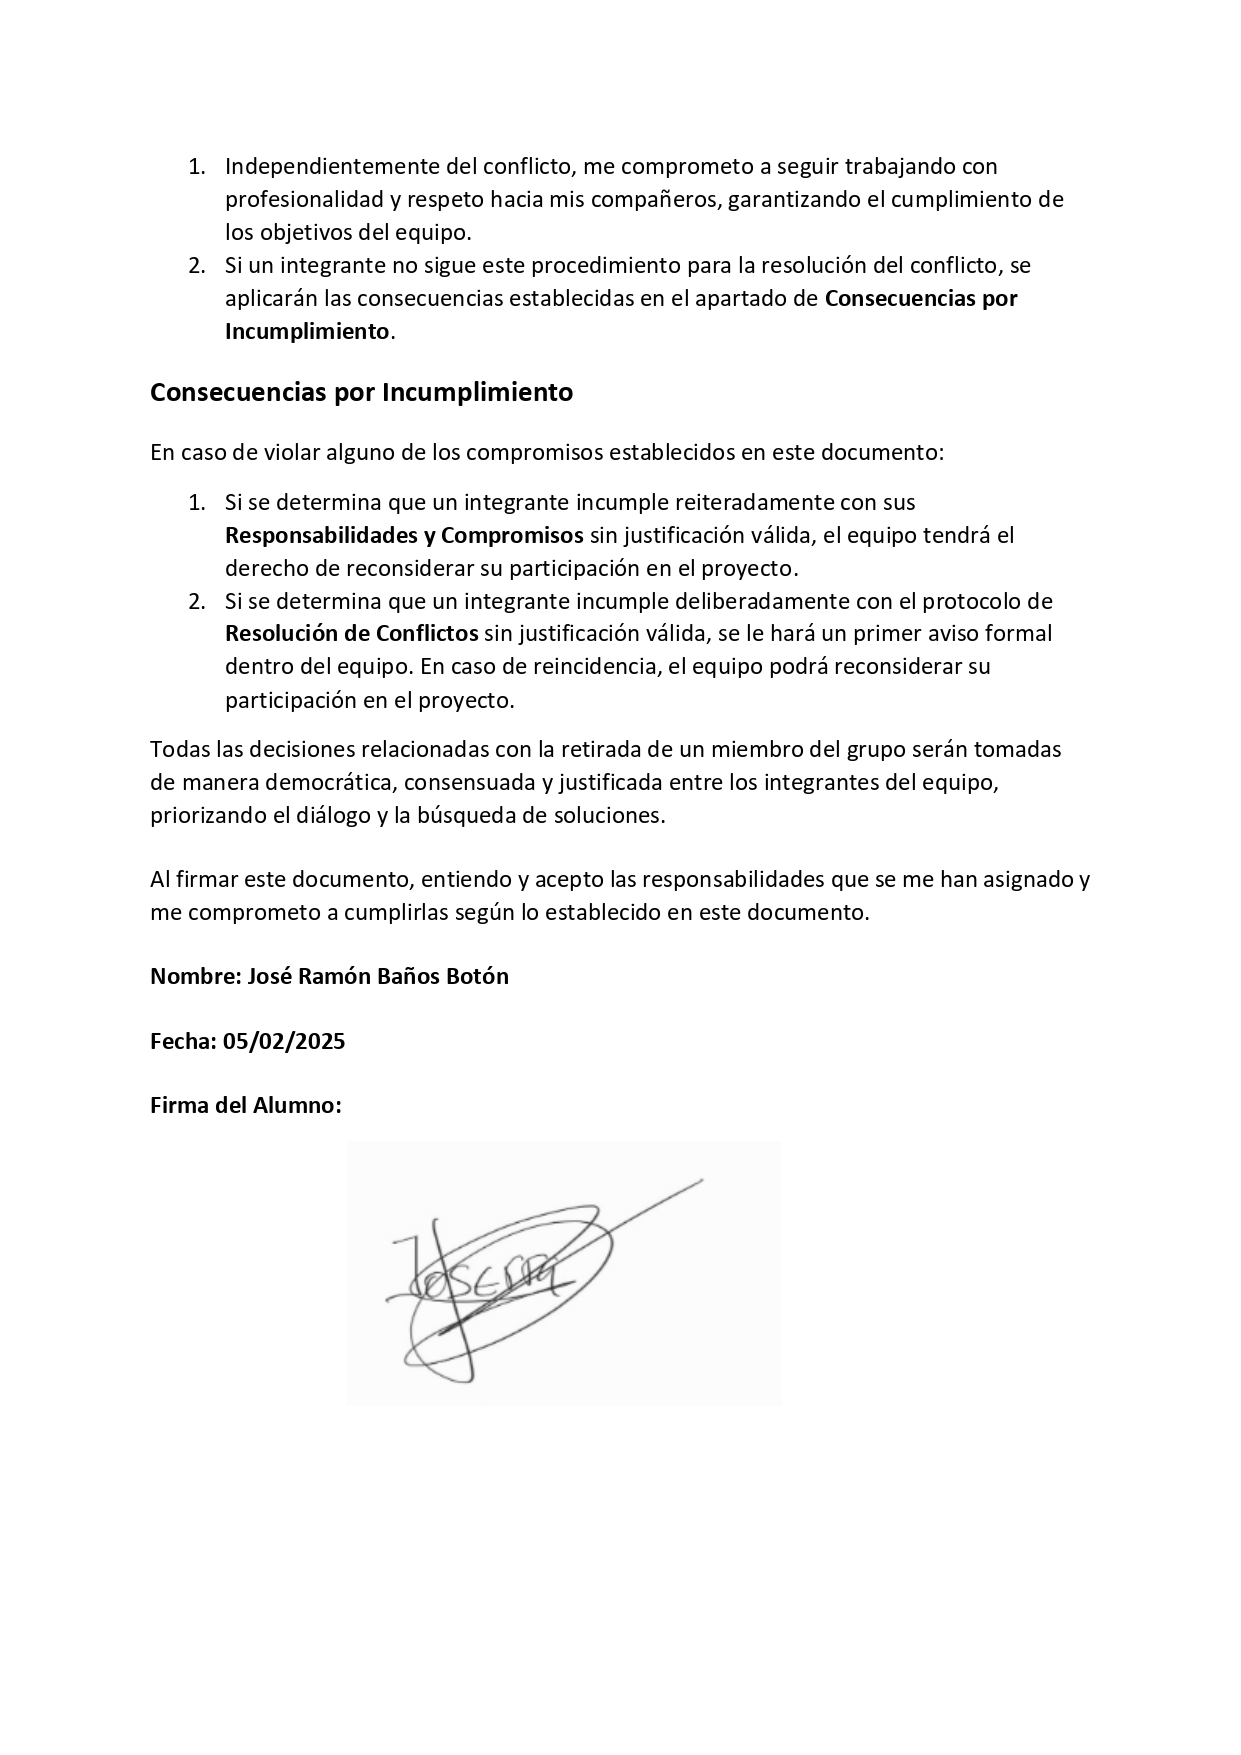 1. Independientemente del conflicto, me comprometo a seguir trabajando con
profesionalidad y respeto hacia mis compañeros, garantizando el cumplimiento de
los objetivos del equipo.
2. Si un integrante no sigue este procedimiento para la resolución del conflicto, se
aplicarán las consecuencias establecidas en el apartado de Consecuencias por
Incumplimiento.
Consecuencias por Incumplimiento
En caso de violar alguno de los compromisos establecidos en este documento:
1. Si se determina que un integrante incumple reiteradamente con sus
Responsabilidades y Compromisos sin justificación válida, el equipo tendrá el
derecho de reconsiderar su participación en el proyecto.
2. Si se determina que un integrante incumple deliberadamente con el protocolo de
Resolución de Conflictos sin justificación válida, se le hará un primer aviso formal
dentro del equipo. En caso de reincidencia, el equipo podrá reconsiderar su
participación en el proyecto.
Todas las decisiones relacionadas con la retirada de un miembro del grupo serán tomadas
de manera democrática, consensuada y justificada entre los integrantes del equipo,
priorizando el diálogo y la búsqueda de soluciones.
Al firmar este documento, entiendo y acepto las responsabilidades que se me han asignado y
me comprometo a cumplirlas según lo establecido en este documento.
Nombre: José Ramón Baños Botón
Fecha: 05/02/2025
Firma del Alumno:
Joserra